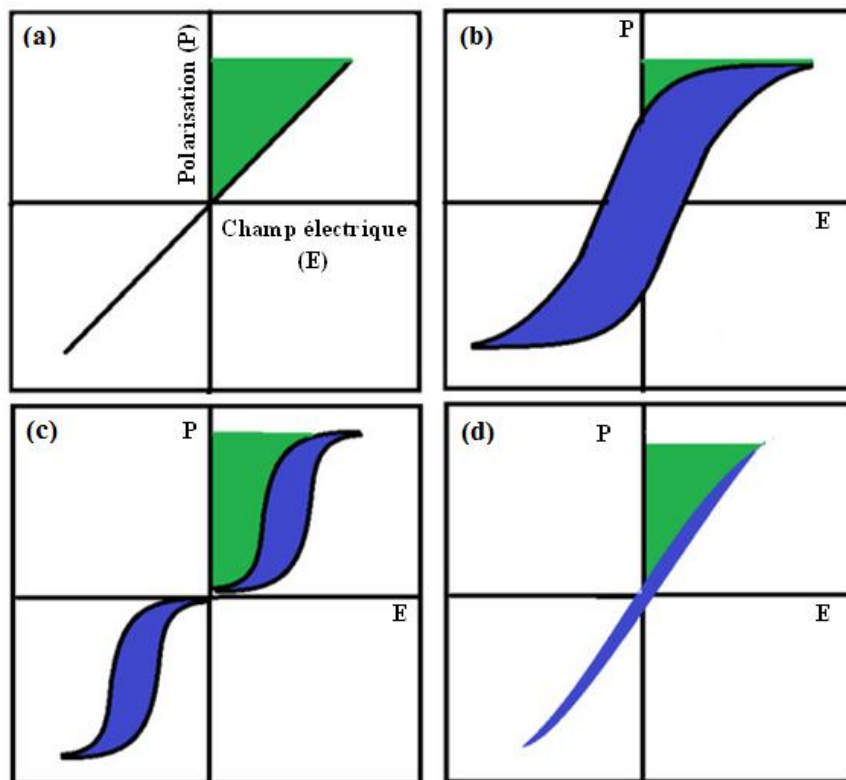 (a)
Polarisation (P)
Champ électrique
(E)
(b)
P
E
(c)
P
E
(d)
P
E